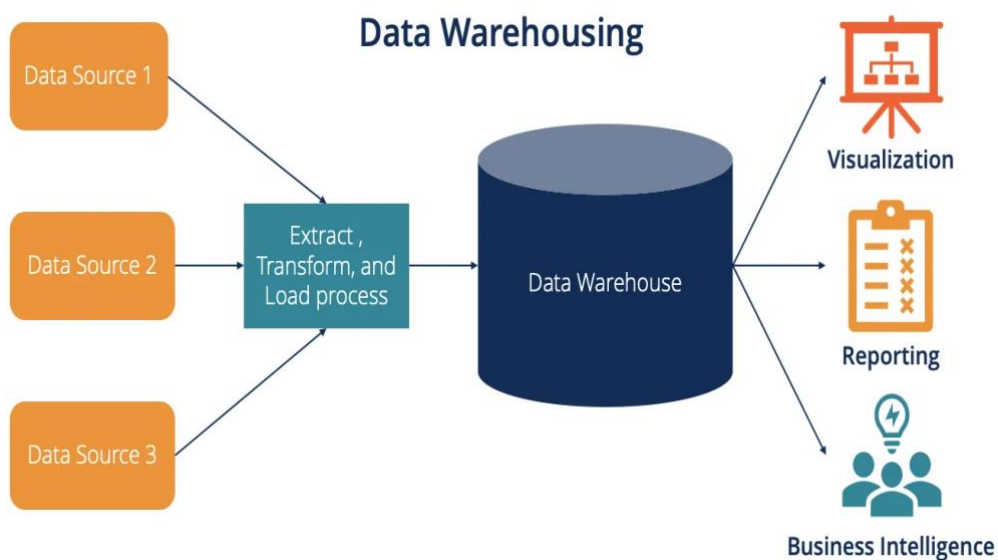 Data Warehousing
Data Source 1
Data Source 2
Data Source 3
Extract ,
Transform, and
Load process
Data Warehouse
Visualization
Reporting
Business Intelligence